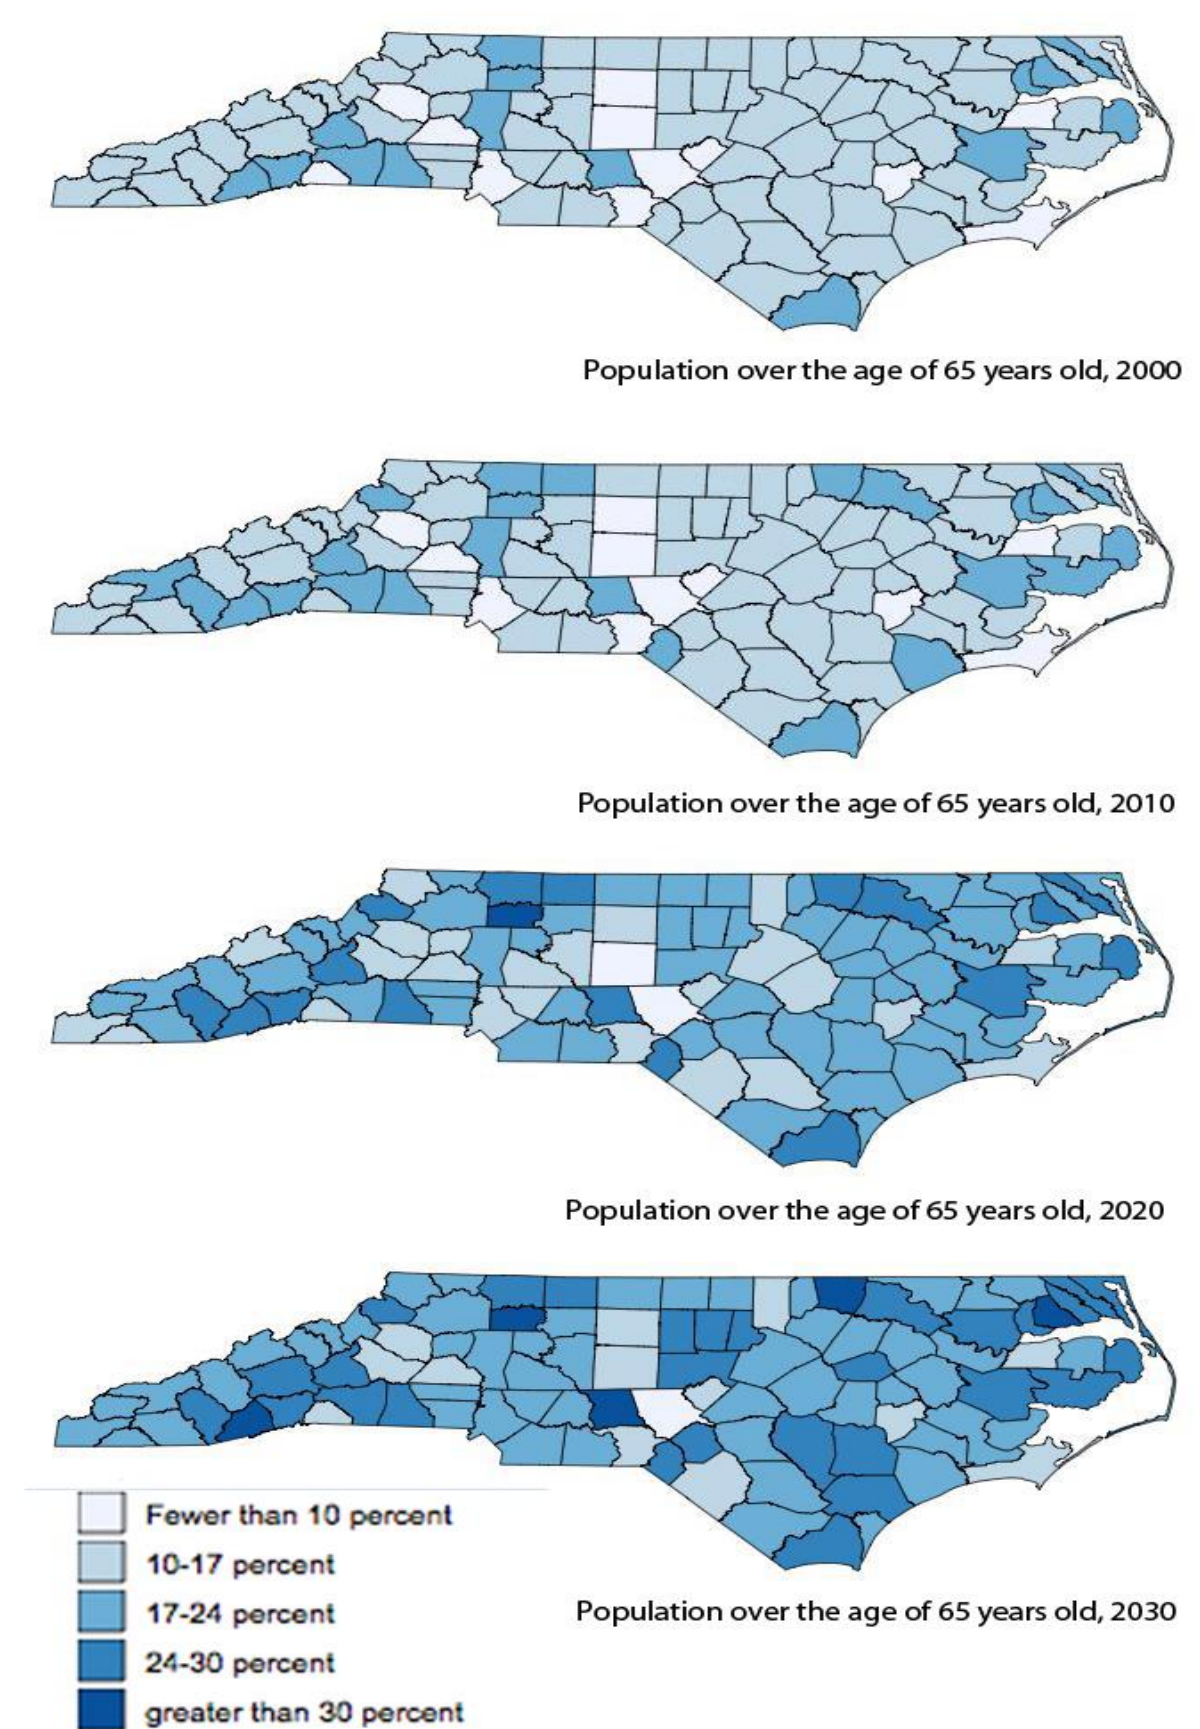 Population over the age of 65 years old, 2000
Population over the age of 65 years old, 2010
Population over the age of 65 years old, 2020
Fewer than 10 percent
10-17 percent
17-24 percent
24-30 percent
greater than 30 percent
Population over the age of 65 years old, 2030